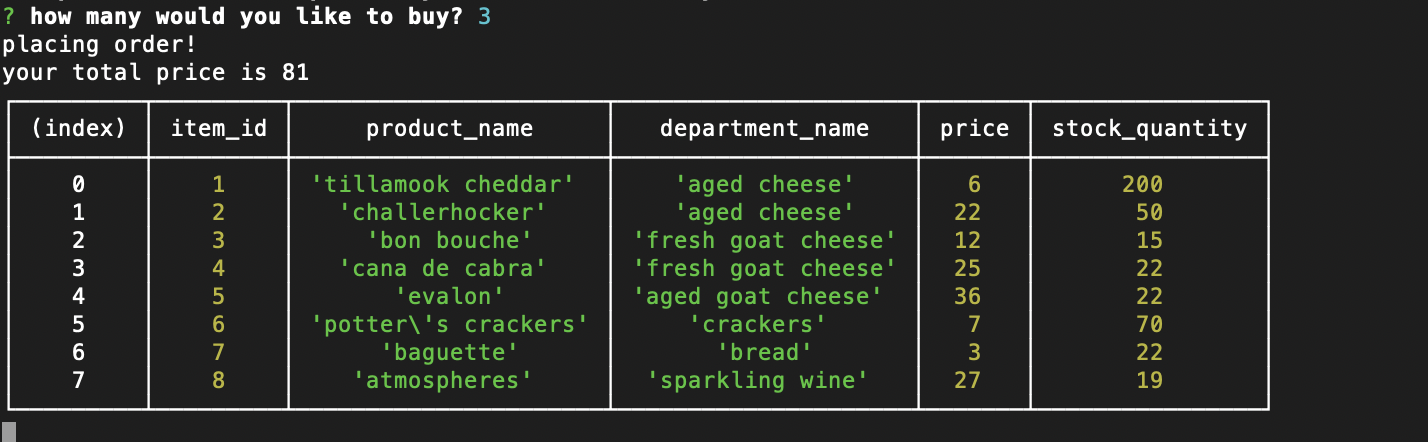 ? how many would you like to buy? 3
placing order!
your total price is 81
(index) item_id product_name department_name price stock_quantity
0 1 'tillamook cheddar' 'aged cheese' 6 200
1 2 'challerhocker' 'aged cheese' 22 50
2 3 'bon bouche' 'fresh goat cheese' 12 15
3 4 'cana de cabra' 'fresh goat cheese' 25 22
4 5 'evalon' 'aged goat cheese' 36 22
5 6 'potter\'s crackers' 'crackers' 7 70
6 7 'baguette' 'bread' 3 22
7 8 'atmospheres' 'sparkling wine' 27 19